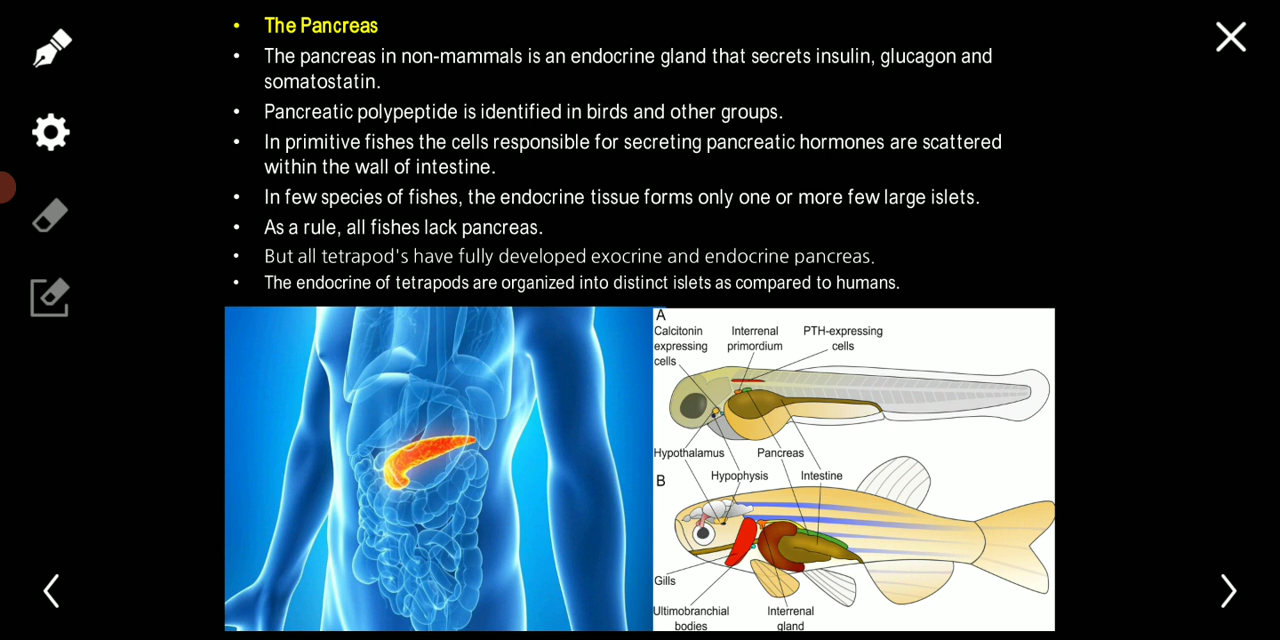 • The Pancreas
• The pancreas in non-mammals is an endocrine gland that secrets insulin, glucagon and
somatostatin.
• Pancreatic polypeptide is identified in birds and other groups.
• In primitive fishes the cells responsible for secreting pancreatic hormones are scattered
within the wall of intestine.
• In few species of fishes, the endocrine tissue forms only one or more few large islets.
• As a rule, all fishes lack pancreas.
• But all tetrapod's have fully developed exocrine and endocrine pancreas.
• The endocrine of tetrapods are organized into distinct islets as compared to humans.
A
Calcitonin
expressing
cells
Interrenal
primordium
PTH-expressing
cells
Hypothalamus
Pancreas
Hypophysis
Intestine
B
Gills
Ultimobranchial
bodies
Interrenal
gland